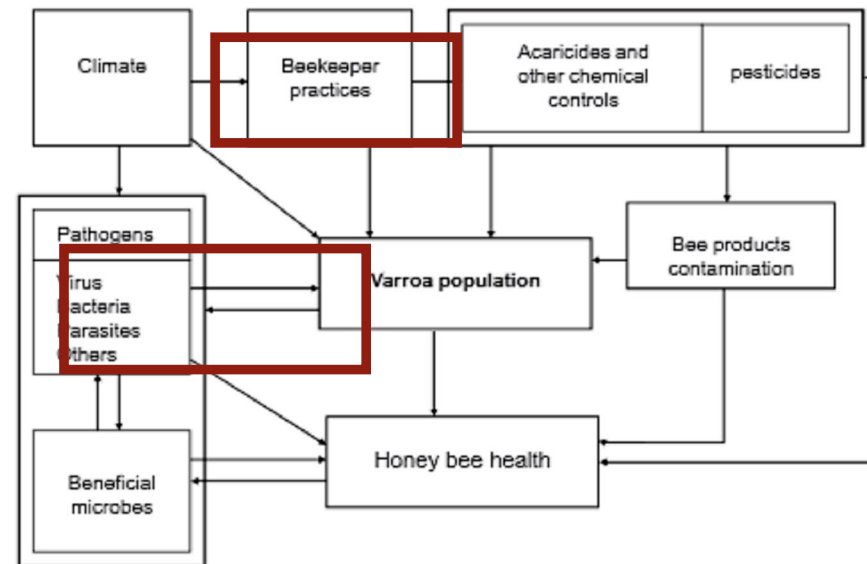 Climate
Beekeeper
practices
Acaricides and
other chemical
controls
pesticides
Pathogens
Virus
Bacteria
Parasites
Others
Varroa population
Bee products
contamination
Honey bee health
Beneficial
microbes